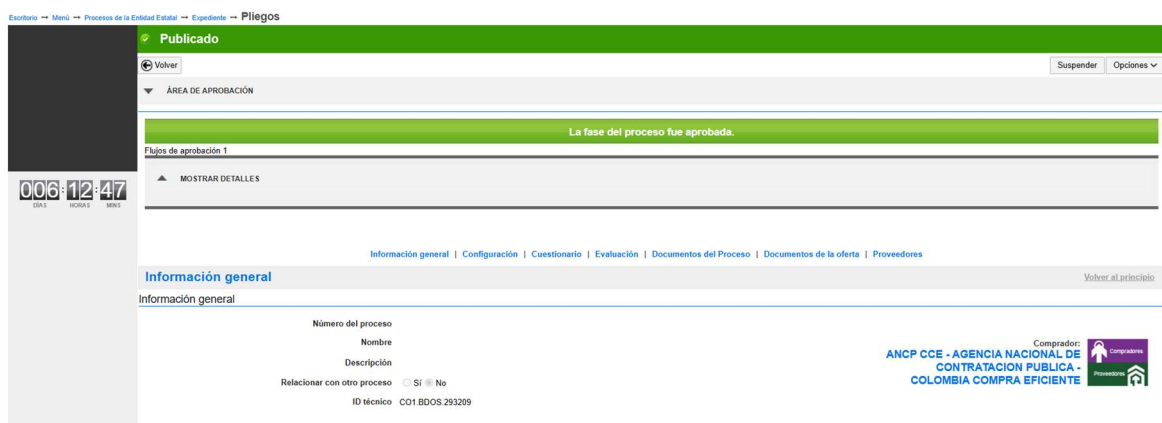 Escritorio → Menú → Procesos de la Entidad Estatal → Expediente → Pliegos
Publicado
Volver
Suspender Opciones
ÁREA DE APROBACIÓN
La fase del proceso fue aprobada.
Flujos de aprobación 1
MOSTRAR DETALLES
006:12:47
DÍAS HORAS MINS
Información general | Configuración | Cuestionario | Evaluación | Documentos del Proceso | Documentos de la oferta | Proveedores
Información general Volver al principio
Información general
Número del proceso
Nombre
Descripción
Relacionar con otro proceso Sí No
ID técnico CO1.BDOS.293209
Comprador:
ANCP CCE - AGENCIA NACIONAL DE
CONTRATACION PUBLICA -
COLOMBIA COMPRA EFICIENTE
Compradores
Proveedores